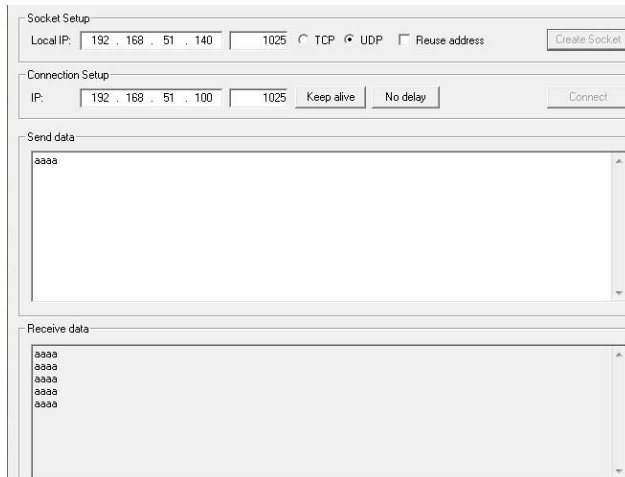 Socket Setup
Local IP: 192 . 168 . 51 . 140 1025 TCP UDP Reuse address Create Socket
Connection Setup
IP: 192 . 168 . 51 . 100 1025 Keep alive No delay Connect
Send data
aaaa
Receive data
aaaa
aaaa
aaaa
aaaa
aaaa